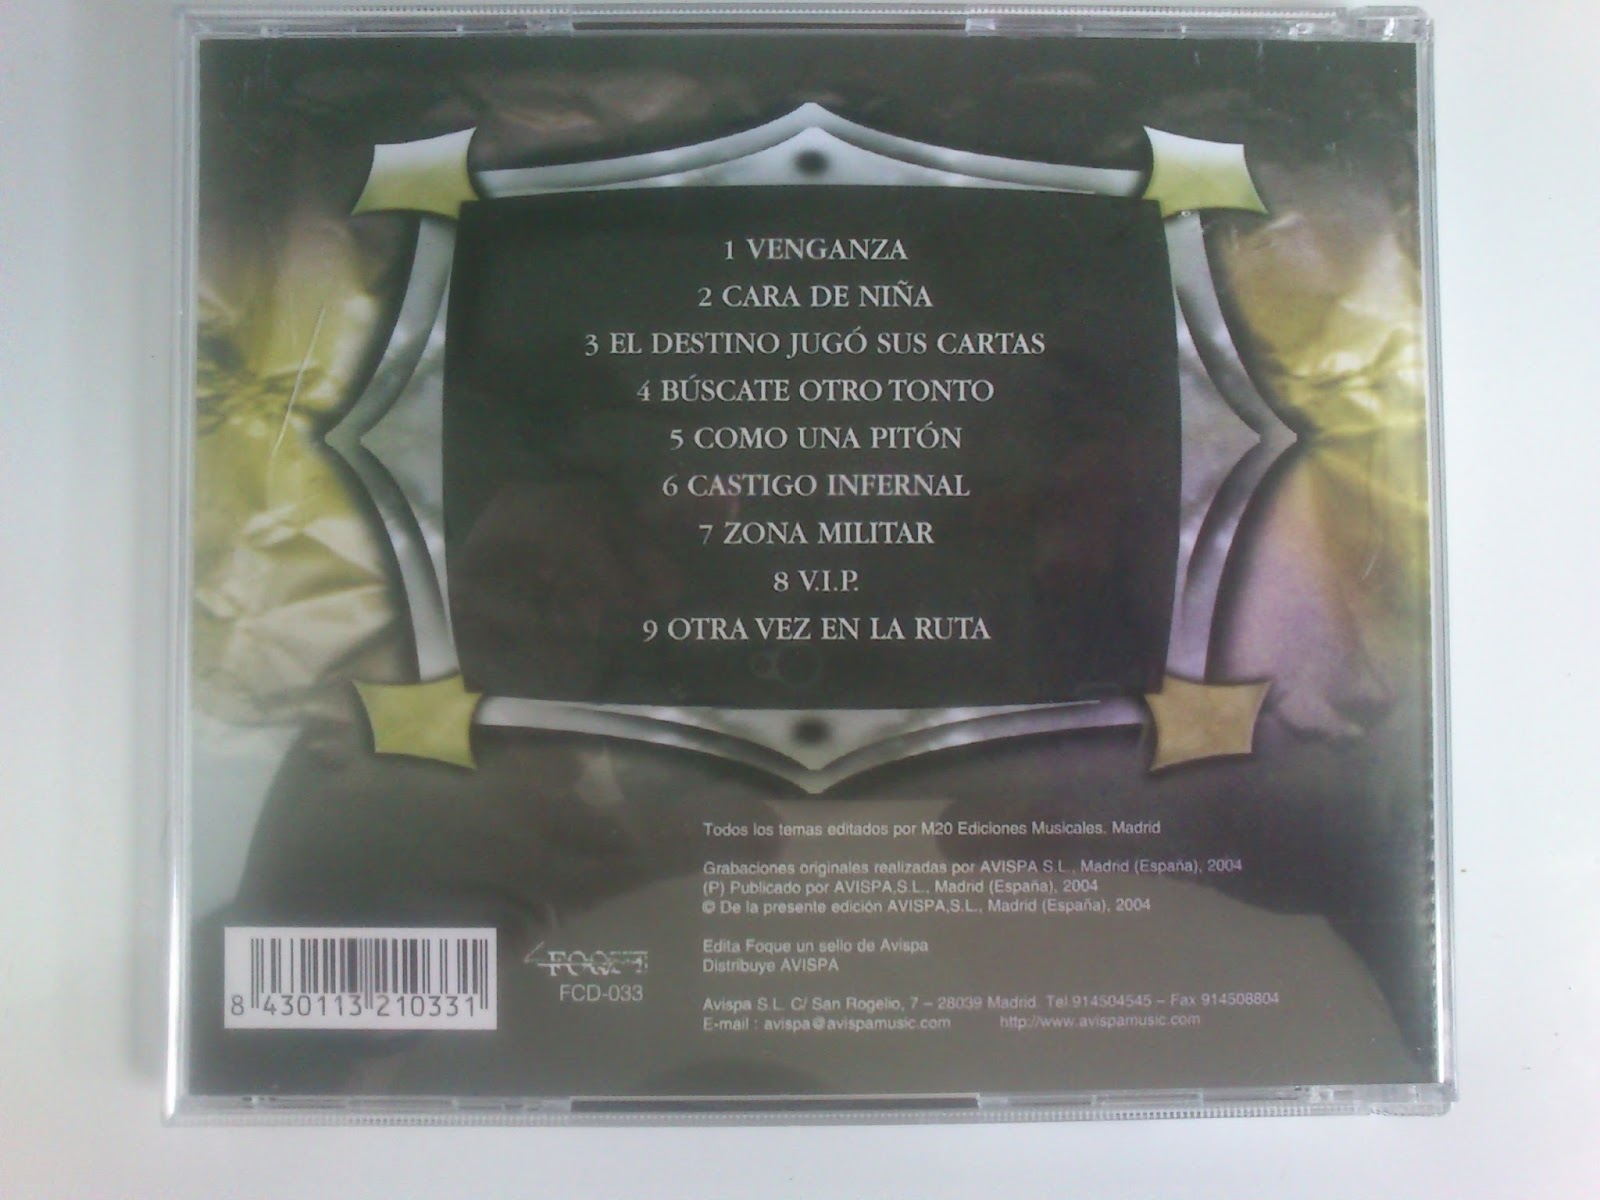 1 VENGANZA
2 CARA DE NIÑA
3 EL DESTINO JUGÓ SUS CARTAS
4 BÚSCATE OTRO TONTO
5 COMO UNA PITÓN
6 CASTIGO INFERNAL
7 ZONA MILITAR
8 V.I.P.
9 OTRA VEZ EN LA RUTA
Todos los temas editados por M20 Ediciones Musicales. Madrid
Grabaciones originales realizadas por AVISPA S.L., Madrid (España), 2004
(P) Publicado por AVISPA,S.L., Madrid (España), 2004
© De la presente edición AVISPA,S.L., Madrid (España), 2004
Edita Foque un sello de Avispa
Distribuye AVISPA
Avispa S.L. C/ San Rogelio, 7 – 28039 Madrid. Tel.914504545 – Fax 914508804
E-mail : avispa@avispamusic.com http://www.avispamusic.com
8 430113 210331
FOQUE
FCD-033